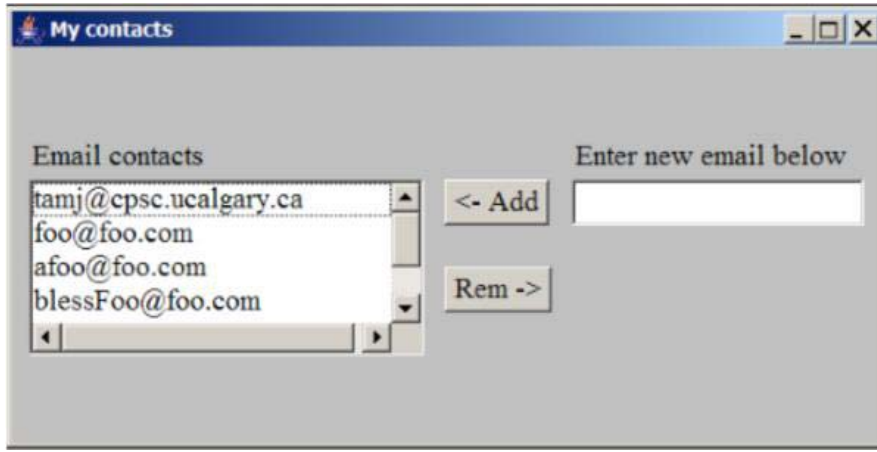 My contacts
Email contacts
Enter new email below
tamj@cpsc.ucalgary.ca
<- Add
foo@foo.com
afoo@foo.com
Rem ->
blessFoo@foo.com